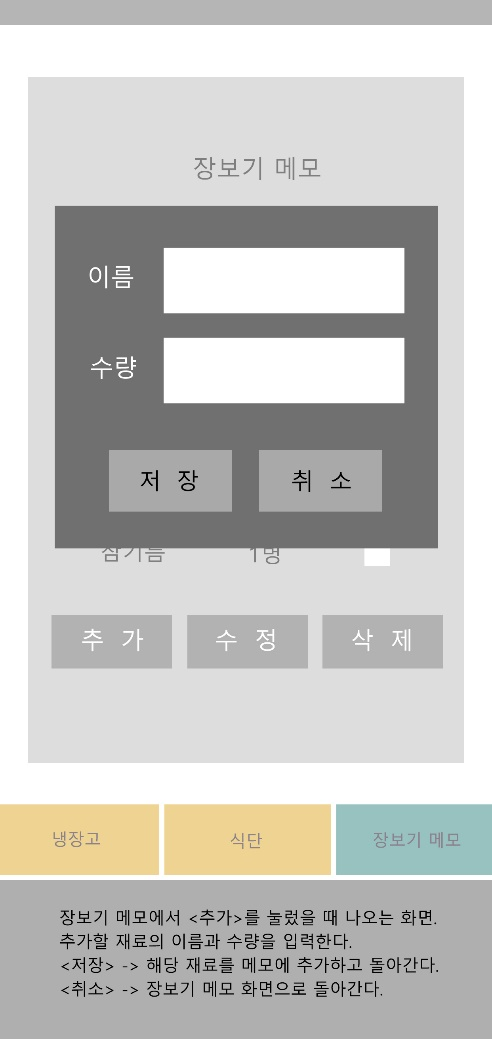 장보기 메모
이름
수량
저 장 취 소
참기름 1병
추 가 수 정 삭 제
냉장고 식단 장보기 메모
장보기 메모에서 <추가>를 눌렀을 때 나오는 화면.
추가할 재료의 이름과 수량을 입력한다.
<저장> -> 해당 재료를 메모에 추가하고 돌아간다.
<취소> -> 장보기 메모 화면으로 돌아간다.